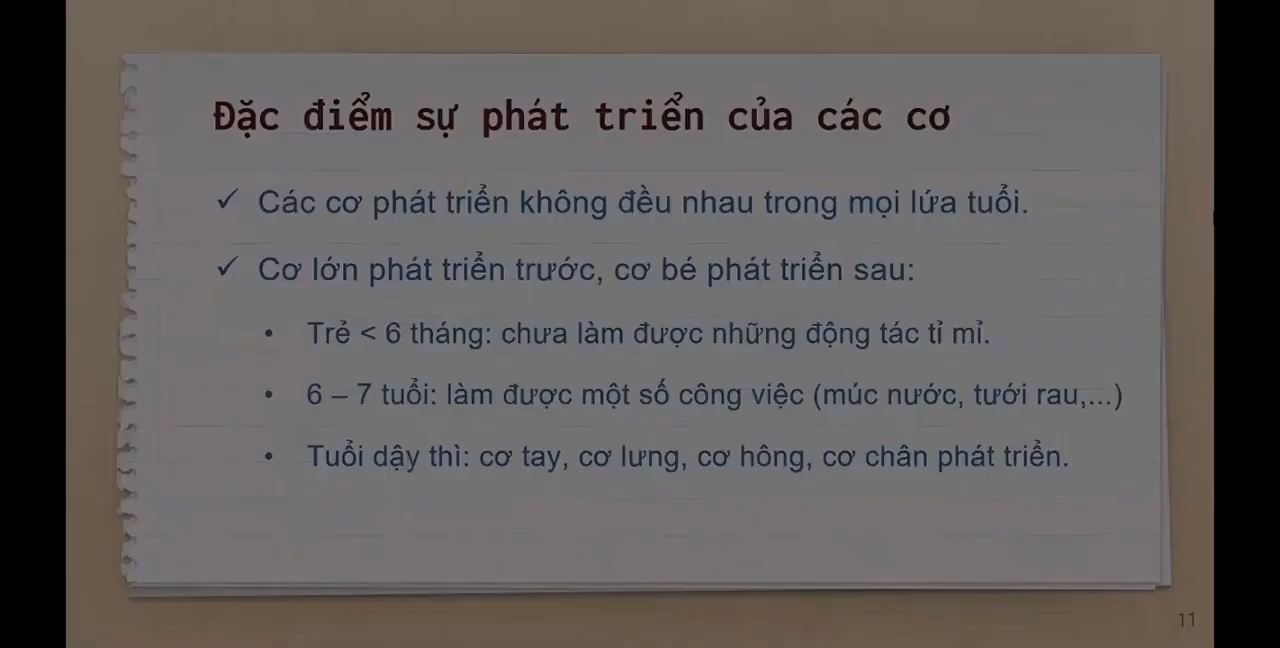 Đặc điểm sự phát triển của các cơ
✓ Các cơ phát triển không đều nhau trong mọi lứa tuổi.
✓ Cơ lớn phát triển trước, cơ bé phát triển sau:
• Trẻ < 6 tháng: chưa làm được những động tác tỉ mỉ.
• 6 – 7 tuổi: làm được một số công việc (múc nước, tưới rau,...)
• Tuổi dậy thì: cơ tay, cơ lưng, cơ hông, cơ chân phát triển.
11